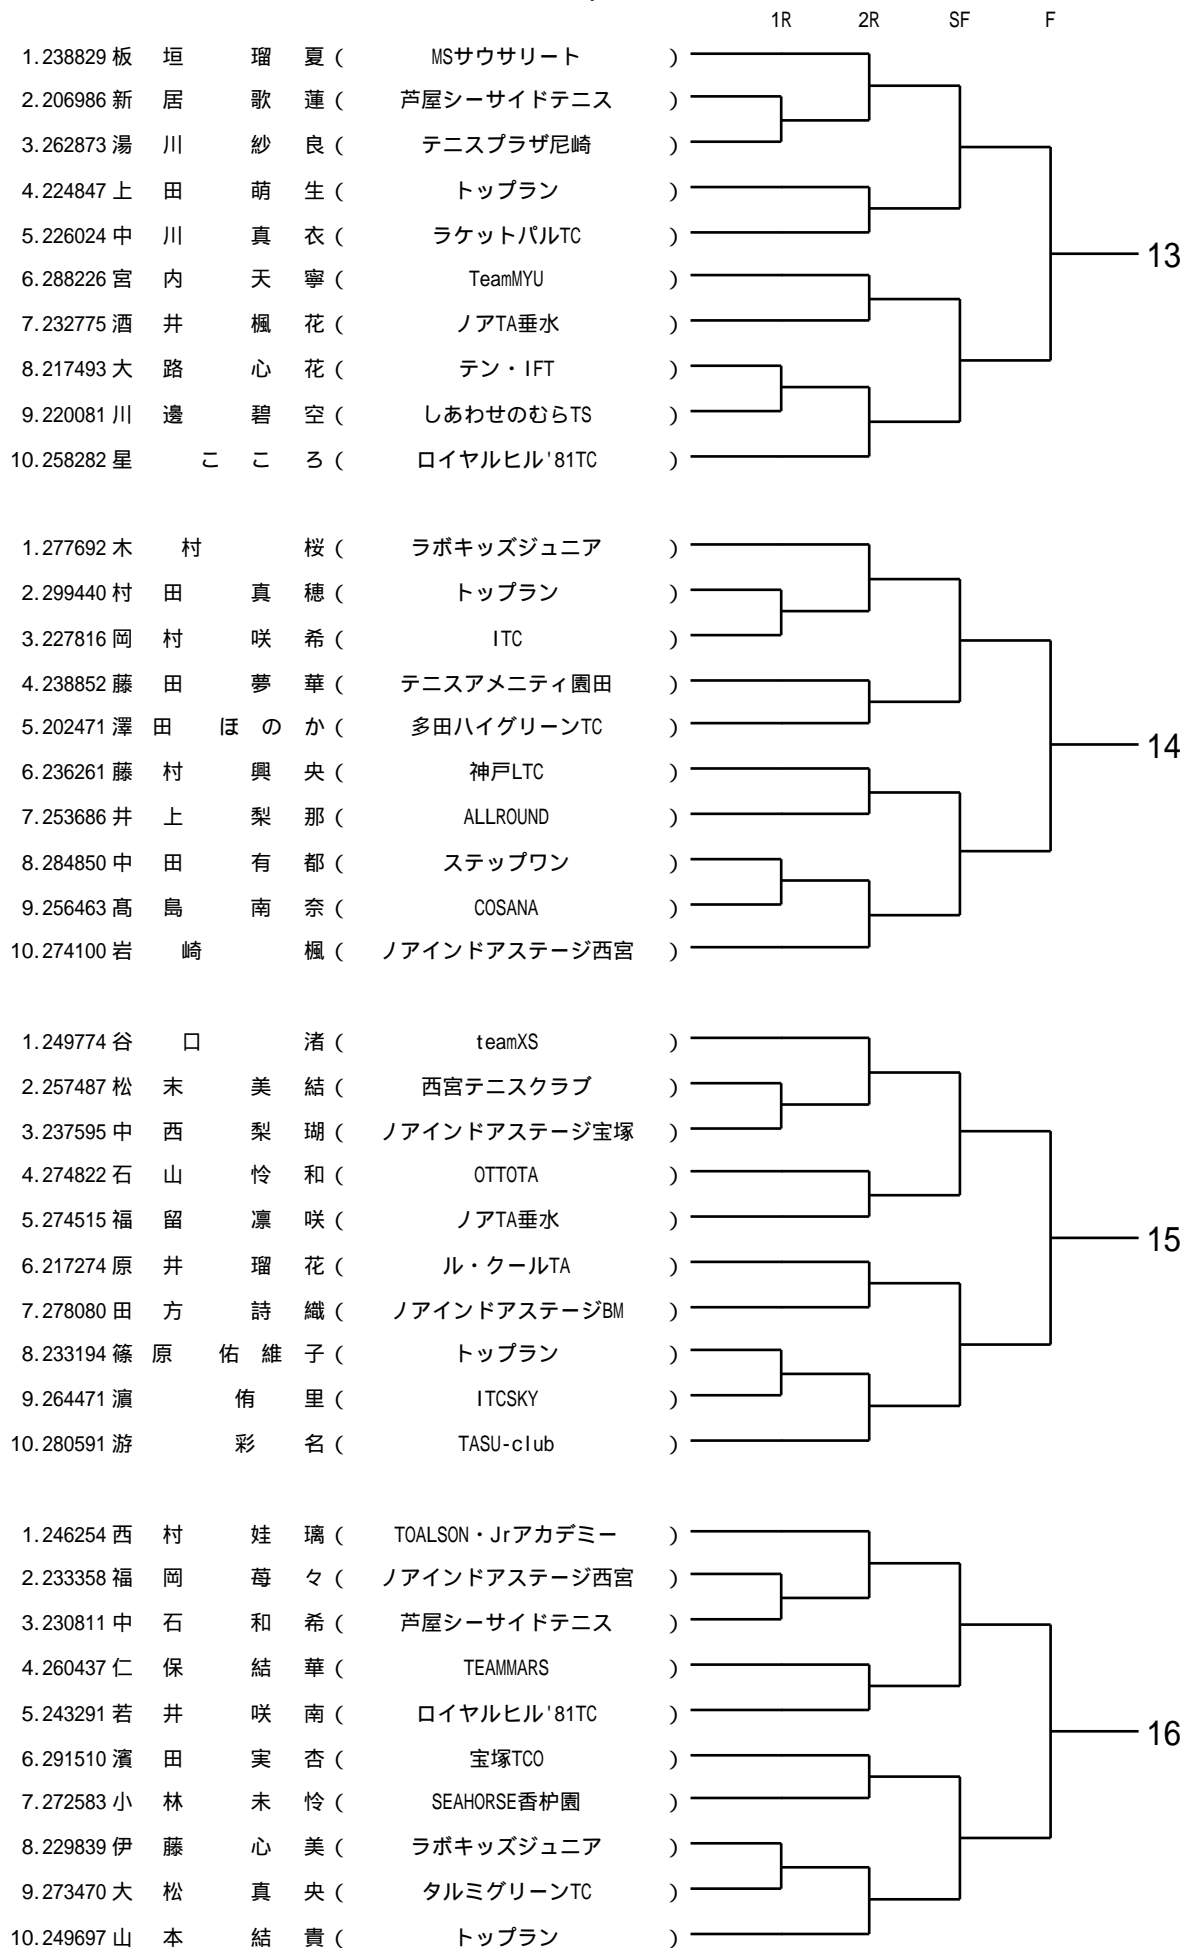 1R 2R SF F
1.238829 板 垣 瑠 夏 ( MSサウサリート )
2.206986 新 居 歌 蓮 ( 芦屋シーサイドテニス )
3.262873 湯 川 紗 良 ( テニスプラザ尼崎 )
4.224847 上 田 萌 生 ( トップラン )
5.226024 中 川 真 衣 ( ラケットパルTC )
13
6.288226 宮 内 天 寧 ( TeamMYU )
7.232775 酒 井 楓 花 ( ノアTA垂水 )
8.217493 大 路 心 花 ( テン・IFT )
9.220081 川 邊 碧 空 ( しあわせのむらTS )
10.258282 星 こ こ ろ ( ロイヤルヒル'81TC )
1.277692 木 村 桜 ( ラボキッズジュニア )
2.299440 村 田 真 穂 ( トップラン )
3.227816 岡 村 咲 希 ( ITC )
4.238852 藤 田 夢 華 ( テニスアメニティ園田 )
5.202471 澤 田 ほ の か ( 多田ハイグリーンTC )
14
6.236261 藤 村 興 央 ( 神戸LTC )
7.253686 井 上 梨 那 ( ALLROUND )
8.284850 中 田 有 都 ( ステップワン )
9.256463 髙 島 南 奈 ( COSANA )
10.274100 岩 崎 楓 ( ノアインドアステージ西宮 )
1.249774 谷 口 渚 ( teamXS )
2.257487 松 末 美 結 ( 西宮テニスクラブ )
3.237595 中 西 梨 瑚 ( ノアインドアステージ宝塚 )
4.274822 石 山 怜 和 ( OTTOTA )
5.274515 福 留 凛 咲 ( ノアTA垂水 )
15
6.217274 原 井 瑠 花 ( ル・クールTA )
7.278080 田 方 詩 織 ( ノアインドアステージBM )
8.233194 篠 原 佑 維 子 ( トップラン )
9.264471 濵 侑 里 ( ITCSKY )
10.280591 游 彩 名 ( TASU-club )
1.246254 西 村 娃 璃 ( TOALSON・Jrアカデミー )
2.233358 福 岡 苺 々 ( ノアインドアステージ西宮 )
3.230811 中 石 和 希 ( 芦屋シーサイドテニス )
4.260437 仁 保 結 華 ( TEAMMARS )
5.243291 若 井 咲 南 ( ロイヤルヒル'81TC )
16
6.291510 濱 田 実 杏 ( 宝塚TCO )
7.272583 小 林 未 怜 ( SEAHORSE香枦園 )
8.229839 伊 藤 心 美 ( ラボキッズジュニア )
9.273470 大 松 真 央 ( タルミグリーンTC )
10.249697 山 本 結 貴 ( トップラン )